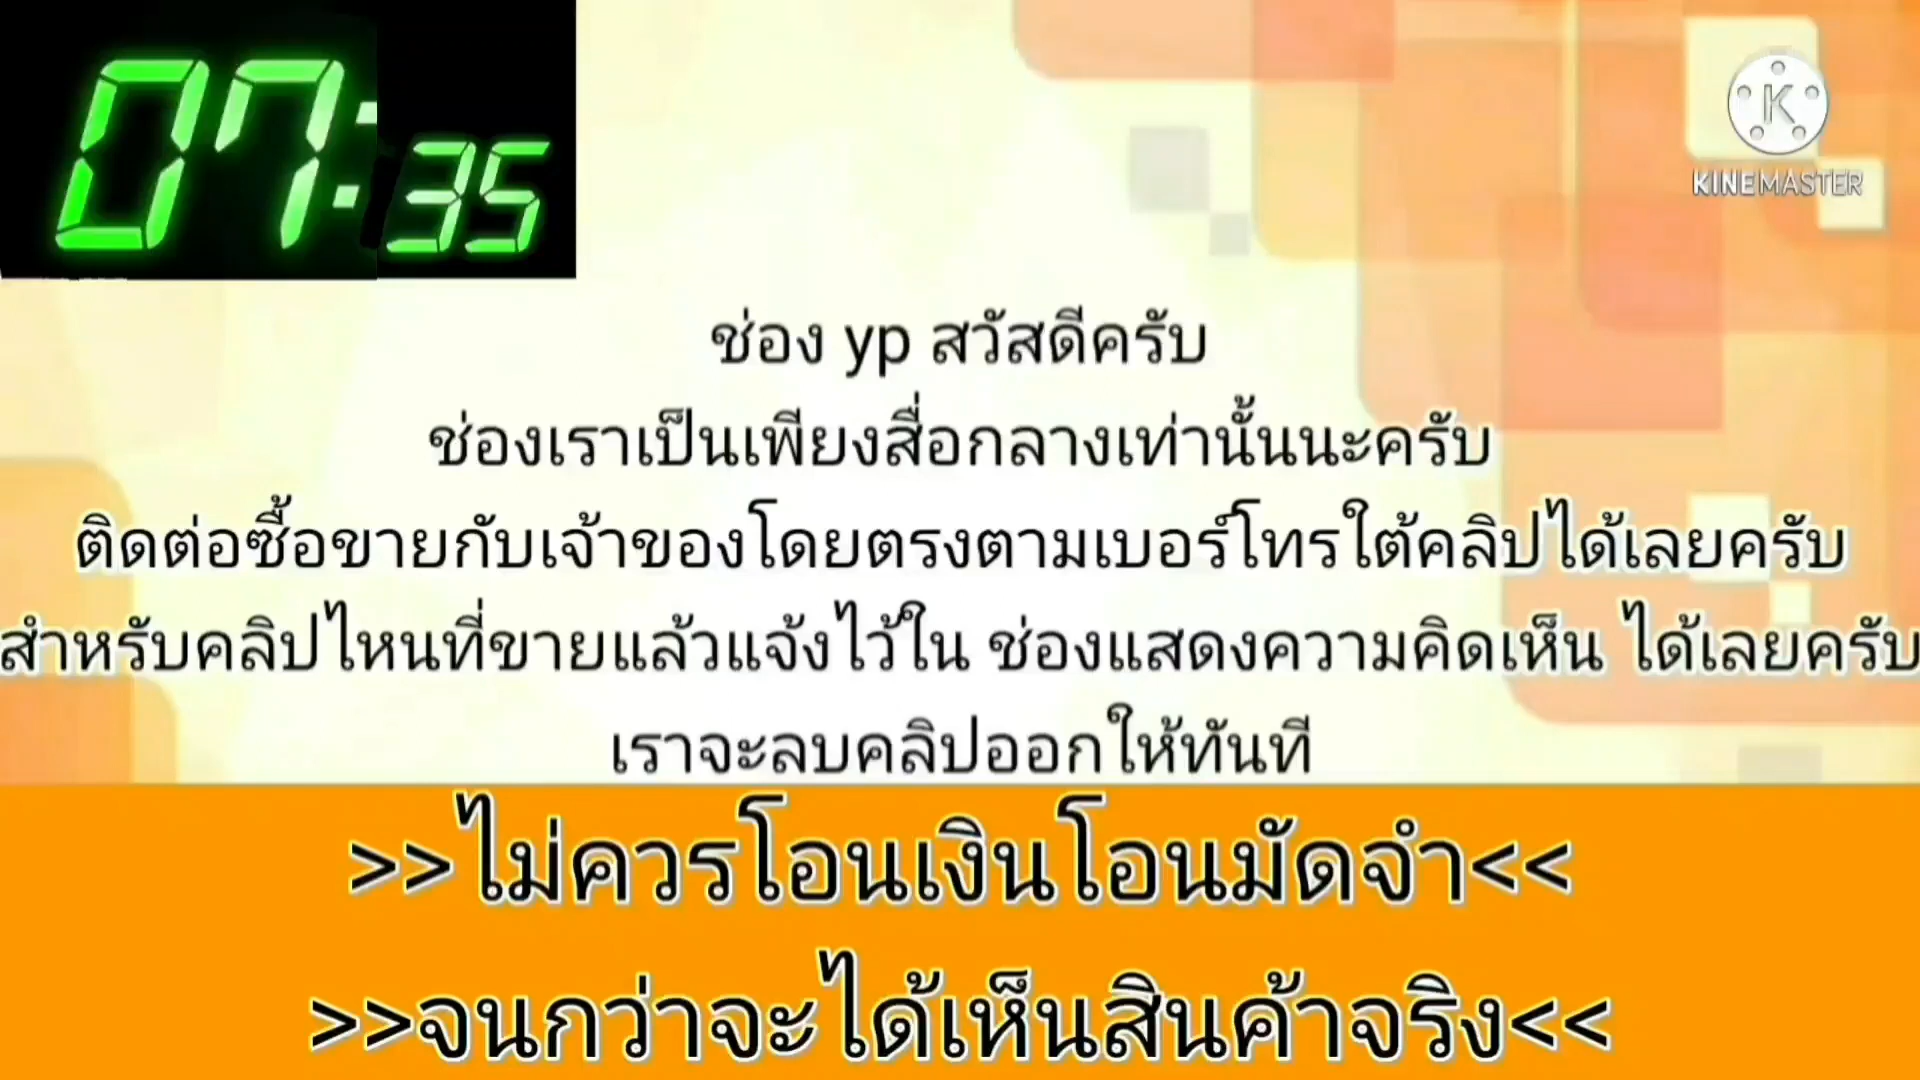 07:35
KINEMASTER
ช่อง yp สวัสดีครับ
ช่องเราเป็นเพียงสื่อกลางเท่านั้นนะครับ
ติดต่อซื้อขายกับเจ้าของโดยตรงตามเบอร์โทรใต้คลิปได้เลยครับ
สำหรับคลิปไหนที่ขายแล้วแจ้งไว้ใน ช่องแสดงความคิดเห็น ได้เลยครับ
เราจะลบคลิปออกให้ทันที
>>ไม่ควรโอนเงินโอนมัดจำ<<
>>จนกว่าจะได้เห็นสินค้าจริง<<